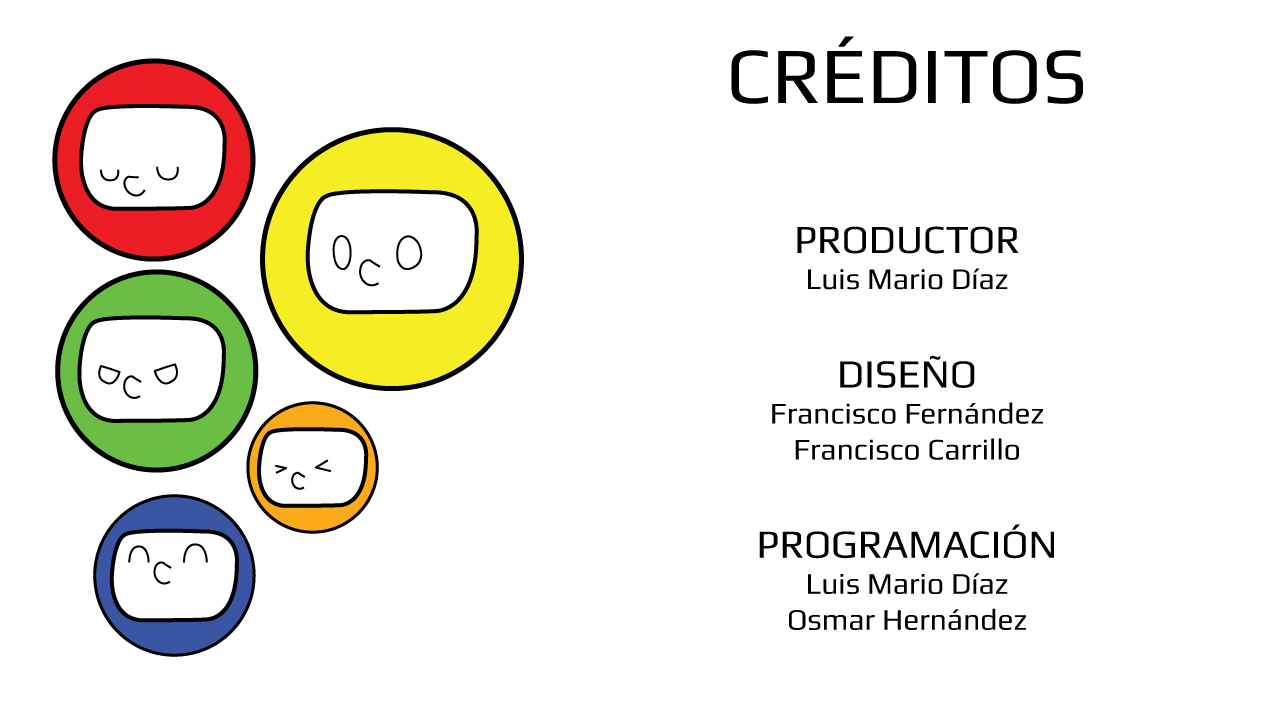 CRÉDITOS
PRODUCTOR
Luis Mario Díaz
DISEÑO
Francisco Fernández
Francisco Carrillo
PROGRAMACIÓN
Luis Mario Díaz
Osmar Hernández